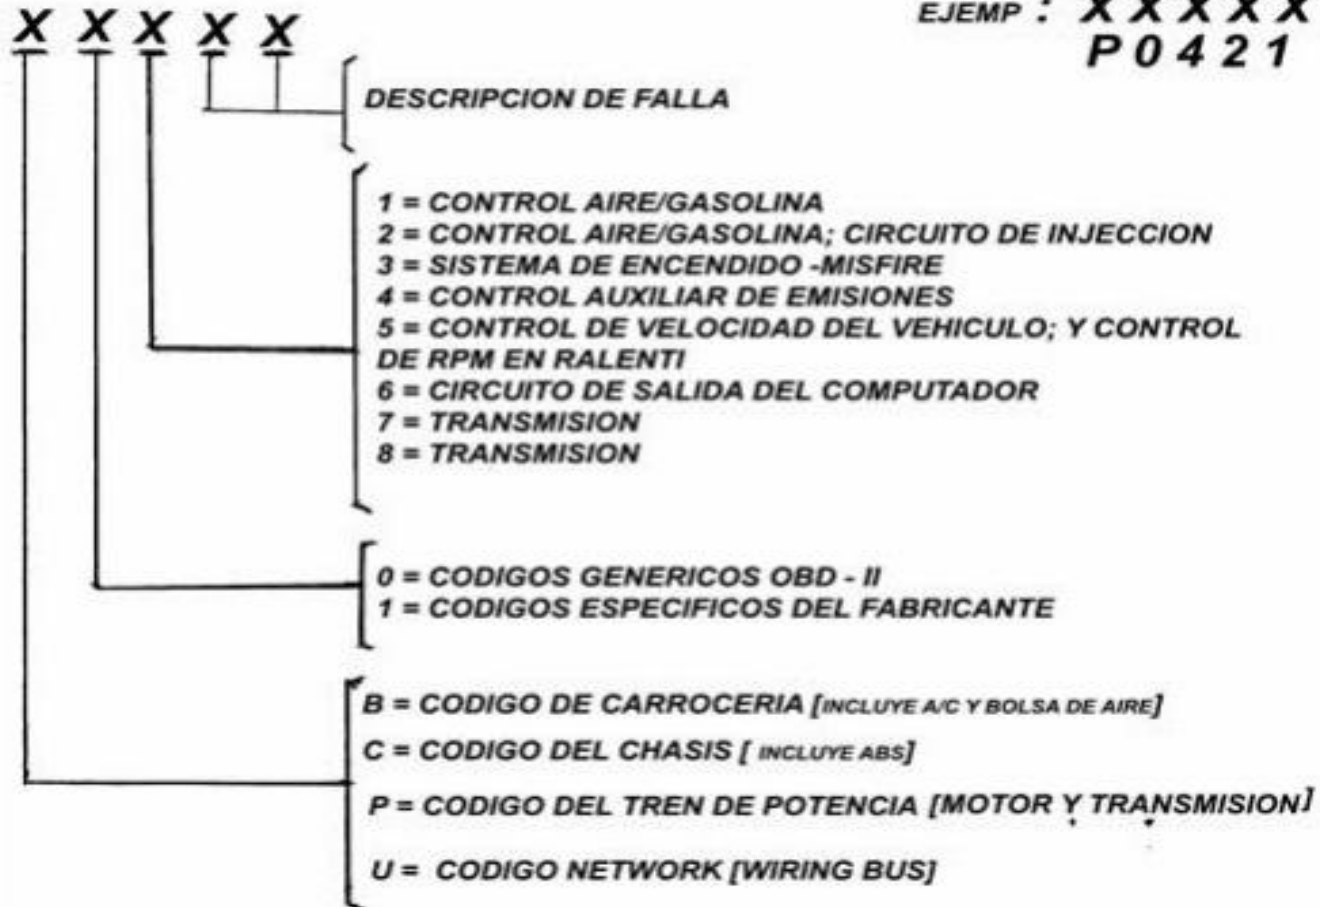 X X X X X
EJEMP : X X X X X
P 0 4 2 1
DESCRIPCION DE FALLA
1 = CONTROL AIRE/GASOLINA
2 = CONTROL AIRE/GASOLINA; CIRCUITO DE INJECCION
3 = SISTEMA DE ENCENDIDO -MISFIRE
4 = CONTROL AUXILIAR DE EMISIONES
5 = CONTROL DE VELOCIDAD DEL VEHICULO; Y CONTROL
DE RPM EN RALENTI
6 = CIRCUITO DE SALIDA DEL COMPUTADOR
7 = TRANSMISION
8 = TRANSMISION
0 = CODIGOS GENERICOS OBD - II
1 = CODIGOS ESPECIFICOS DEL FABRICANTE
B = CODIGO DE CARROCERIA [INCLUYE A/C Y BOLSA DE AIRE]
C = CODIGO DEL CHASIS [ INCLUYE ABS]
P = CODIGO DEL TREN DE POTENCIA [MOTOR Y TRANSMISION]
U = CODIGO NETWORK [WIRING BUS]